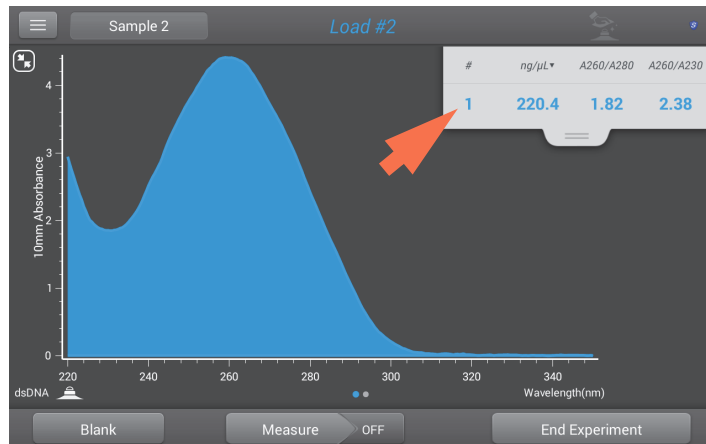 Sample 2
Load #2
S
# ng/µL▾ A260/A280 A260/A230
1 220.4 1.82 2.38
10mm Absorbance
4
3
2
1
0
220 240 260 280 300 320 340
dsDNA
Wavelength(nm)
Blank
Measure
OFF
End Experiment